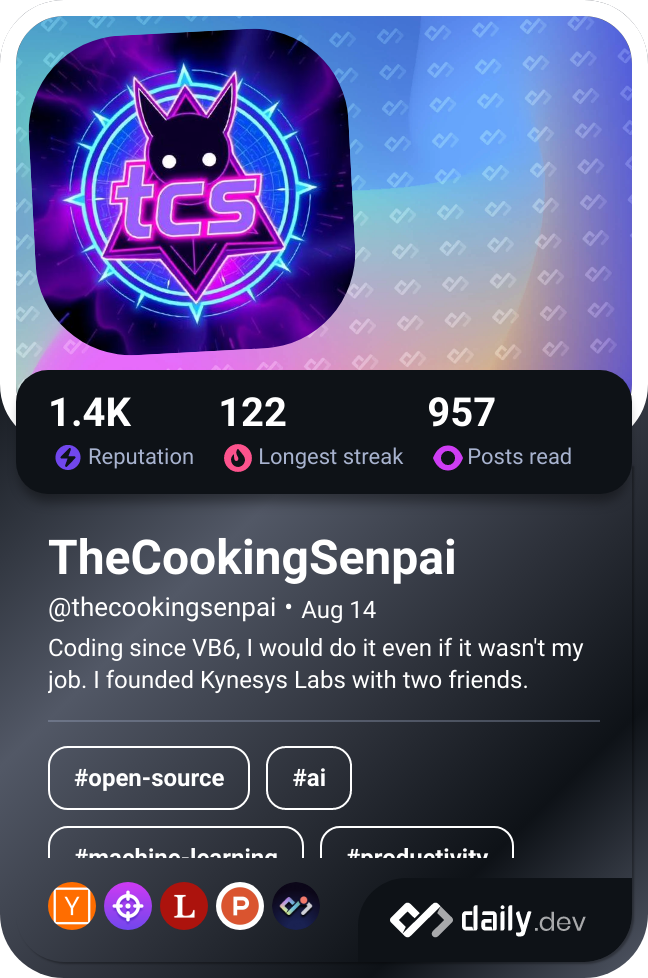 tcs
1.4K 122 957
Reputation Longest streak Posts read
TheCookingSenpai
@thecookingsenpai • Aug 14
Coding since VB6, I would do it even if it wasn't my
job. I founded Kynesys Labs with two friends.
#open-source #ai
#machine-learning #productivity
Y L P daily.dev